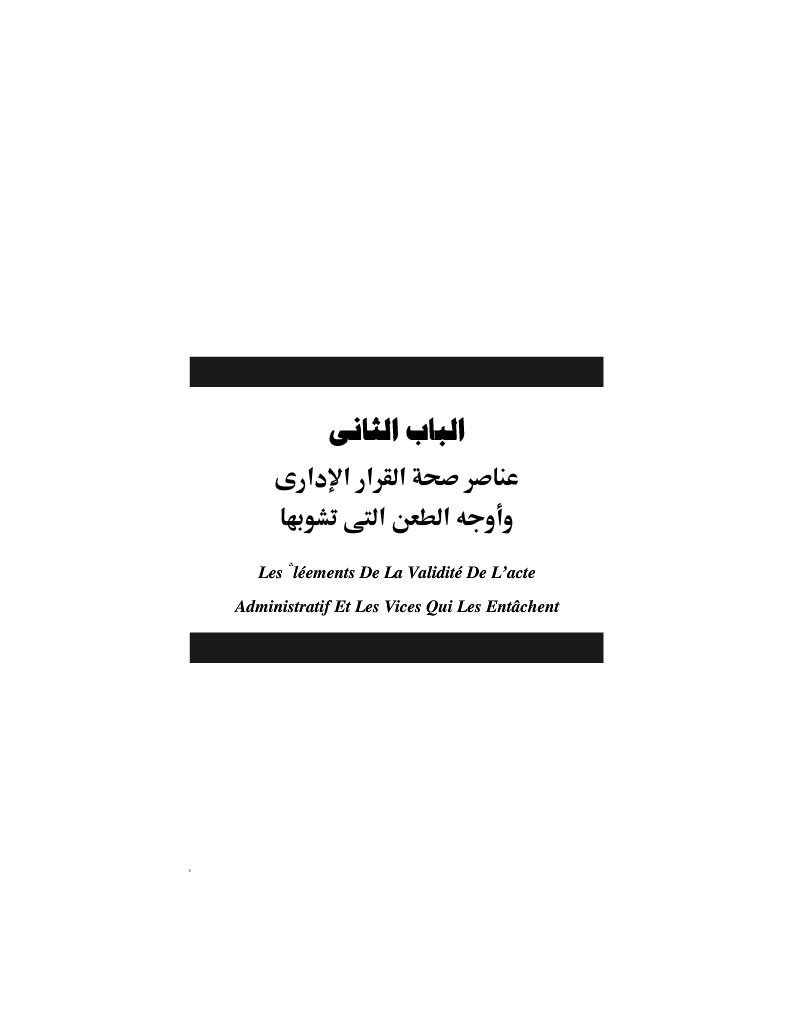 الباب الثانى
عناصر صحة القرار الإدارى
وأوجه الطعن التى تشوبها
Les ﹷléements De La Validité De L’acte
Administratif Et Les Vices Qui Les Entâchent